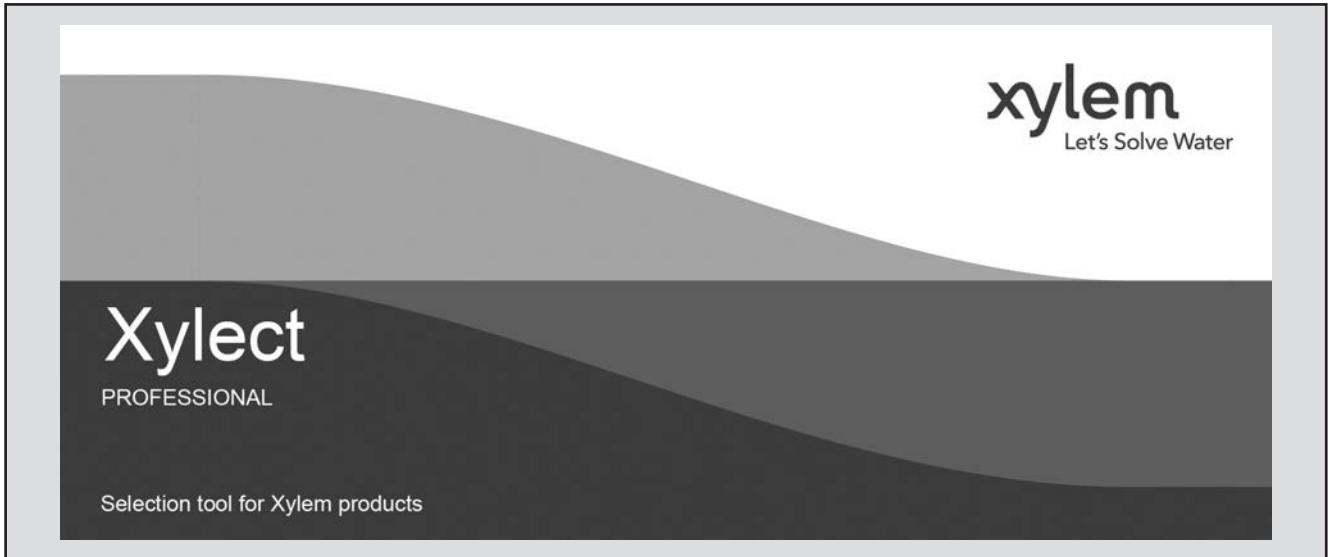 xylem
Let's Solve Water
Xylect
PROFESSIONAL
Selection tool for Xylem products